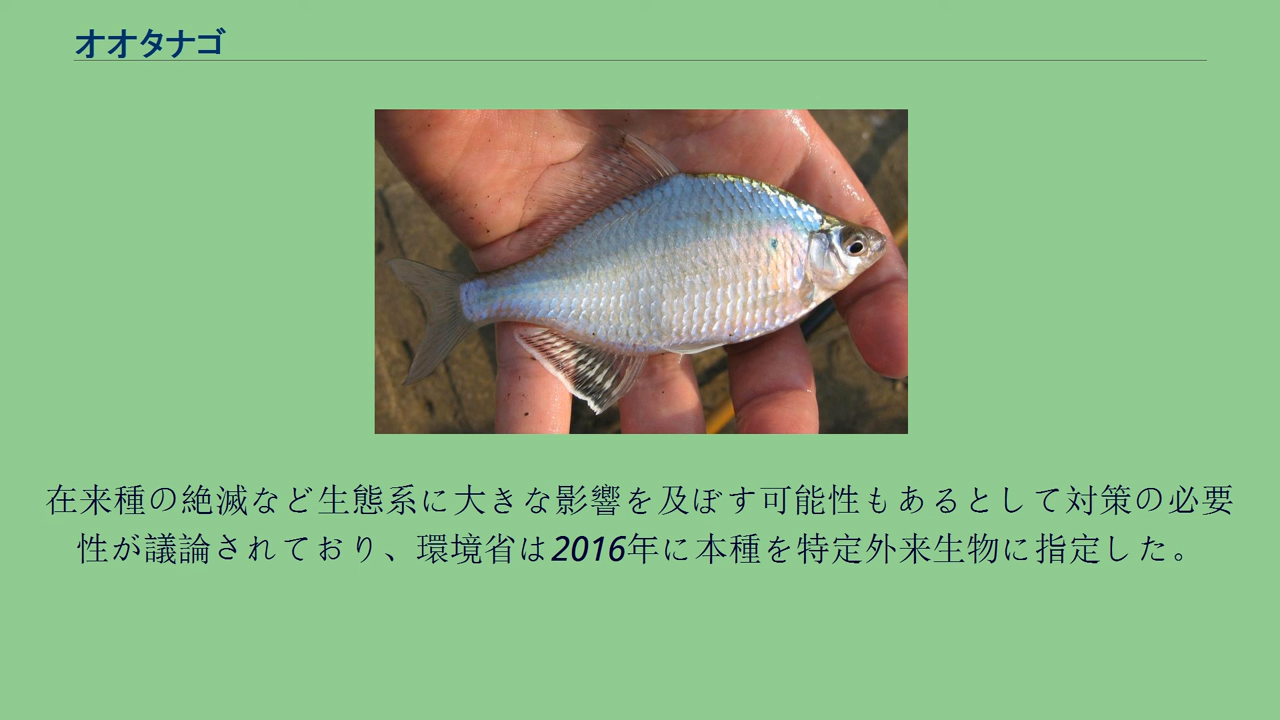 オオタナゴ
在来種の絶滅など生態系に大きな影響を及ぼす可能性もあるとして対策の必要
性が議論されており、環境省は2016年に本種を特定外来生物に指定した。